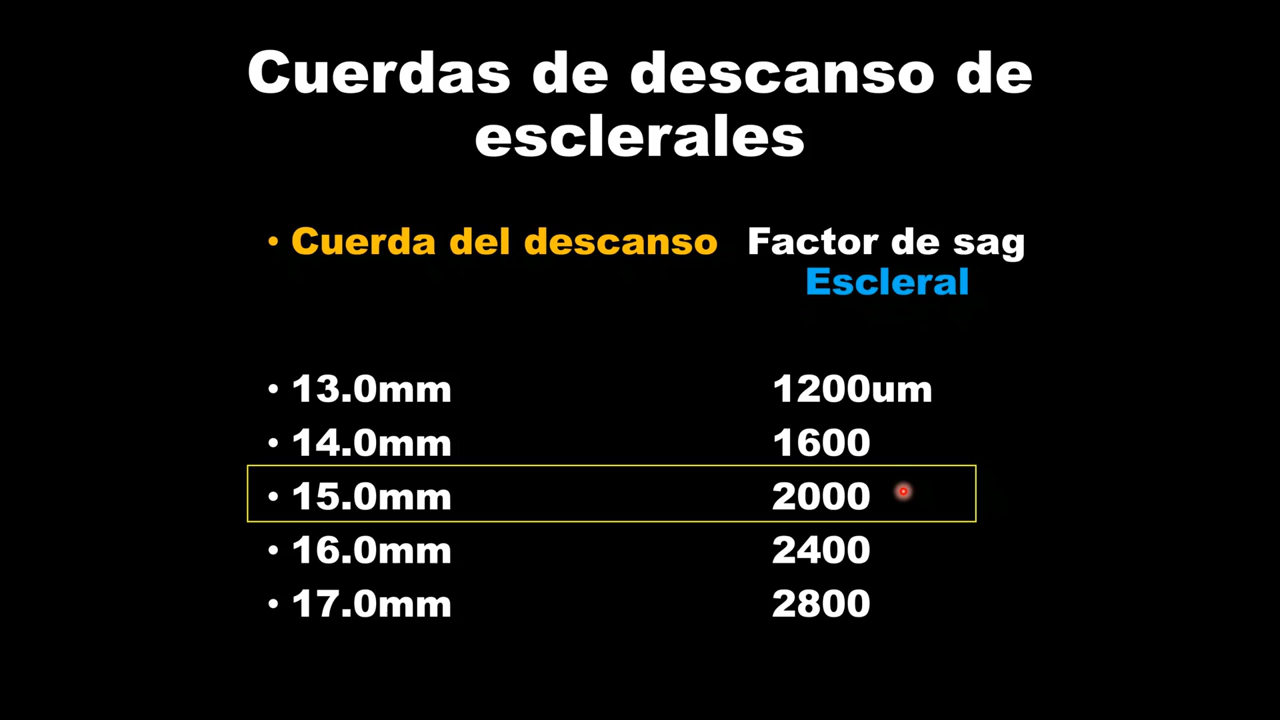 Cuerdas de descanso de
esclerales
• Cuerda del descanso Factor de sag
Escleral
• 13.0mm 1200um
• 14.0mm 1600
• 15.0mm 2000
• 16.0mm 2400
• 17.0mm 2800